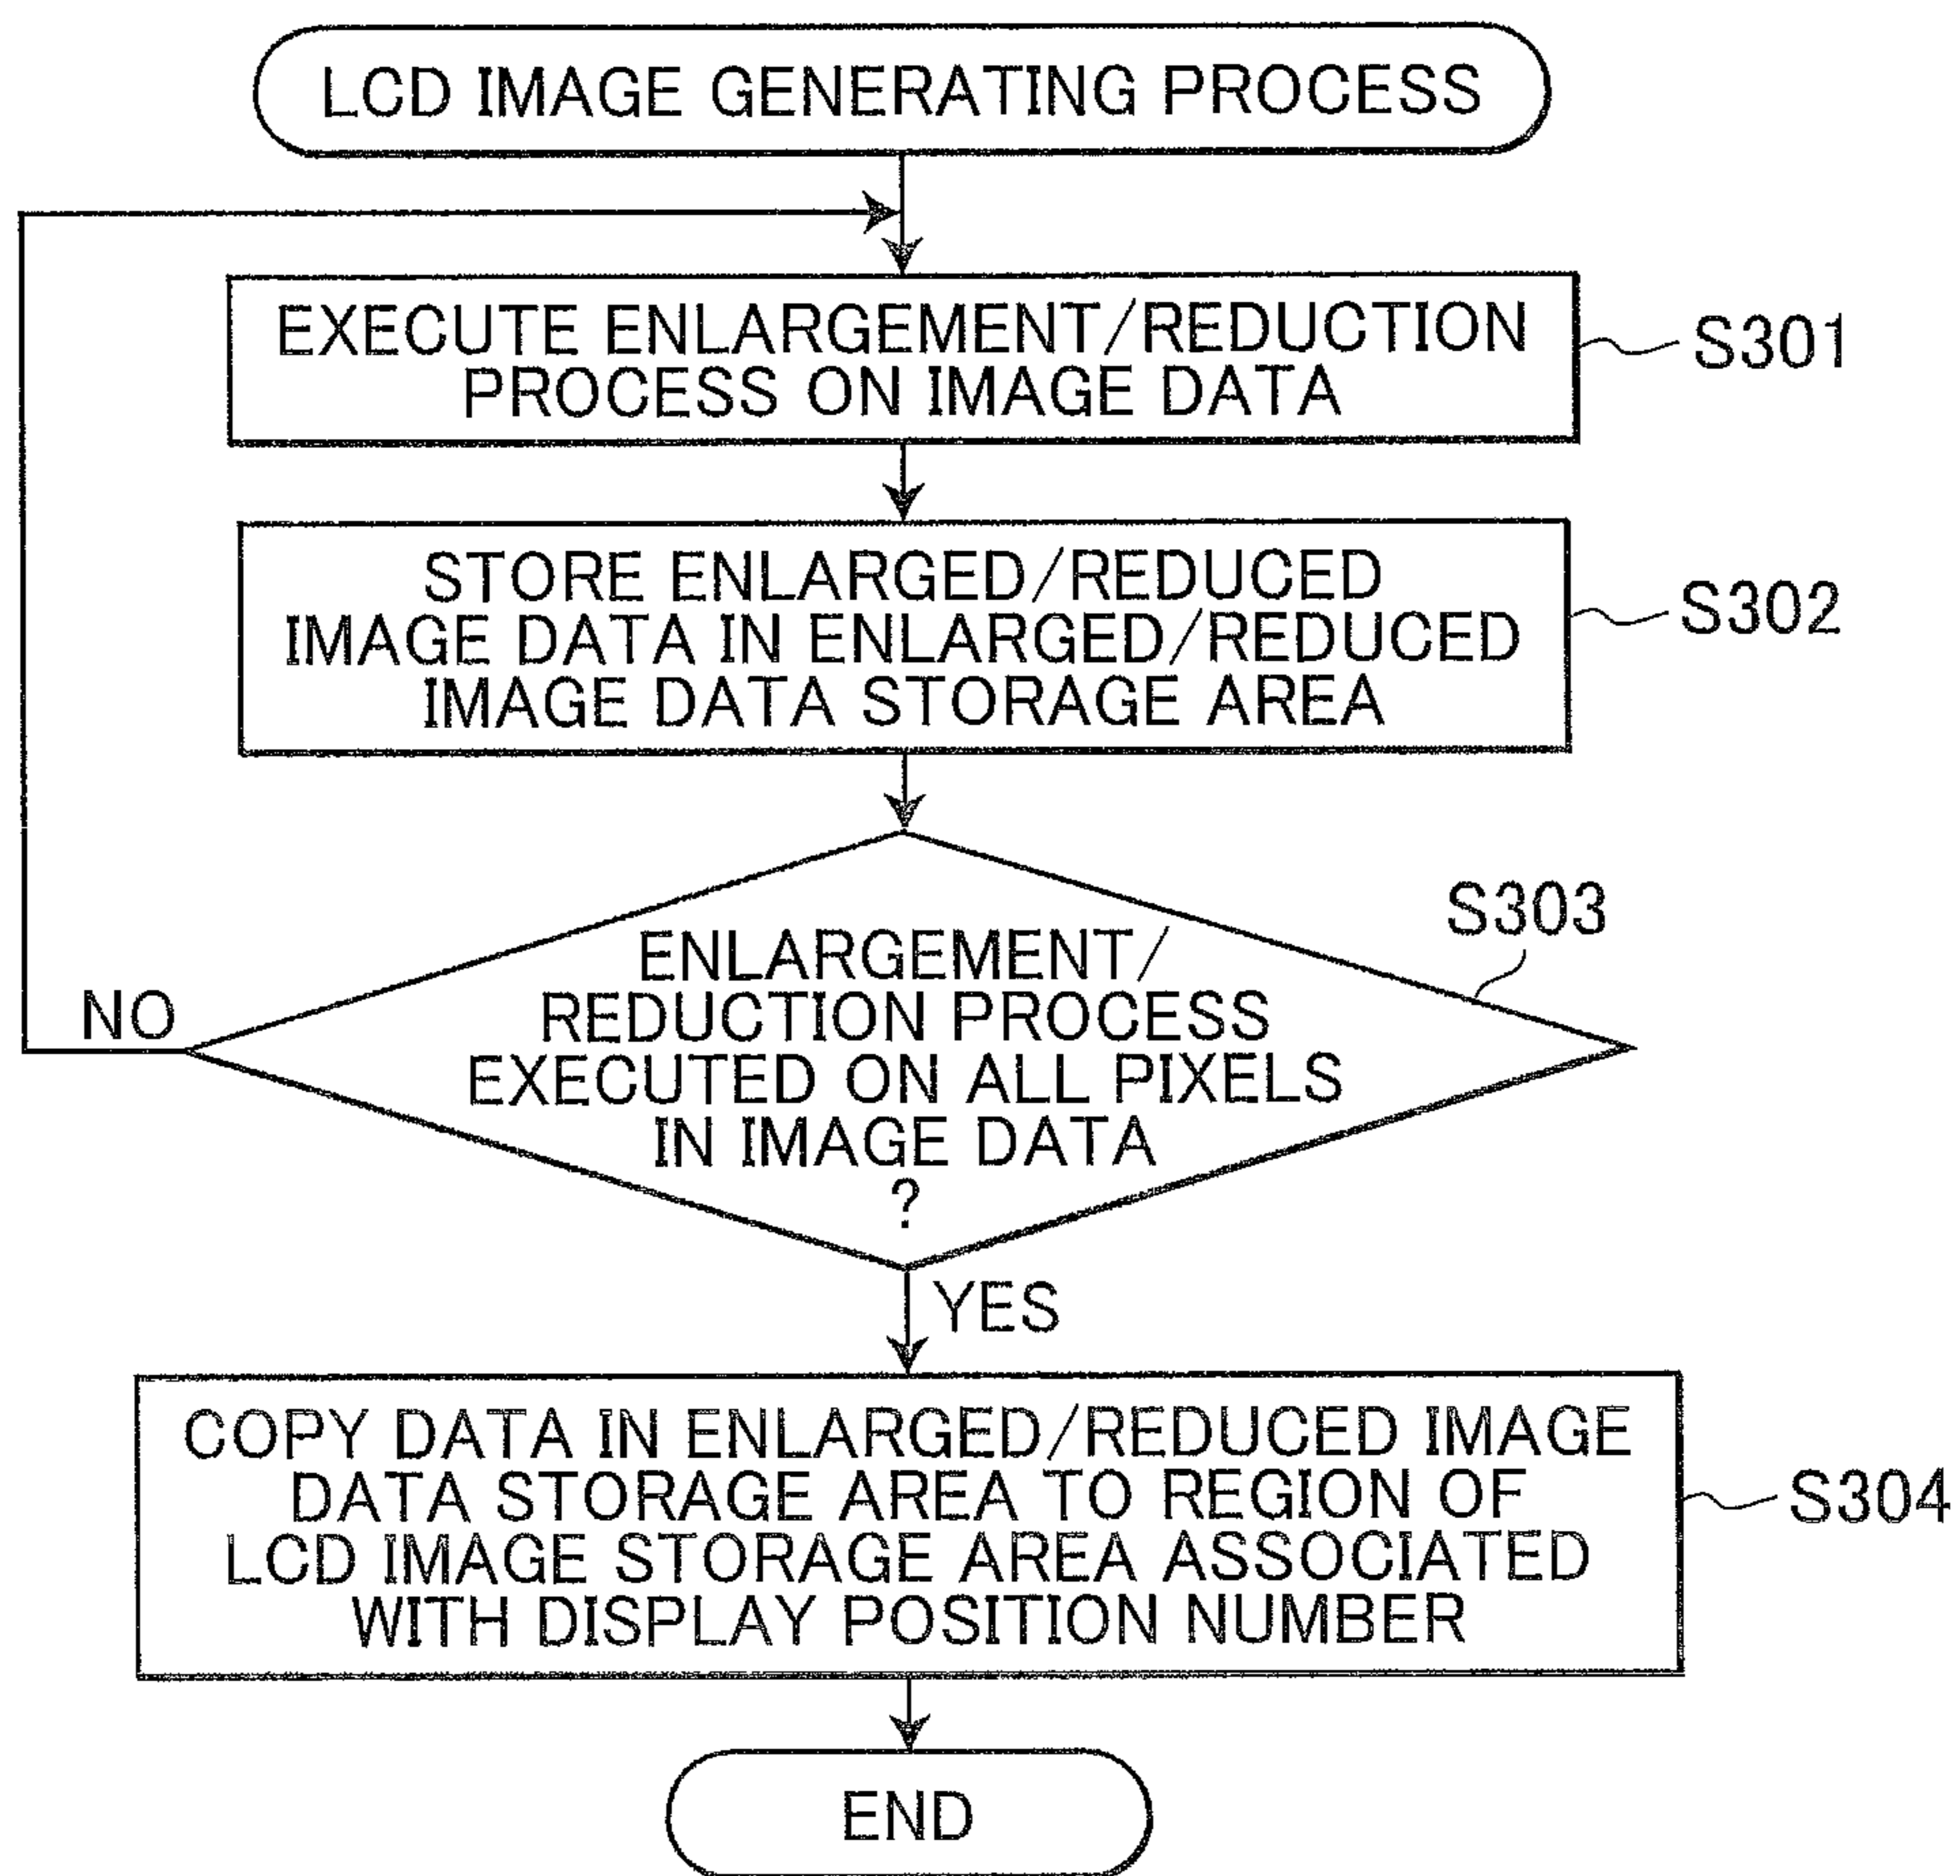 LCD IMAGE GENERATING PROCESS
EXECUTE ENLARGEMENT/REDUCTION
PROCESS ON IMAGE DATA
S301
STORE ENLARGED/REDUCED
IMAGE DATA IN ENLARGED/REDUCED
IMAGE DATA STORAGE AREA
S302
S303
ENLARGEMENT/
REDUCTION PROCESS
EXECUTED ON ALL PIXELS
IN IMAGE DATA
?
NO
YES
COPY DATA IN ENLARGED/REDUCED IMAGE
DATA STORAGE AREA TO REGION OF
LCD IMAGE STORAGE AREA ASSOCIATED
WITH DISPLAY POSITION NUMBER
S304
END